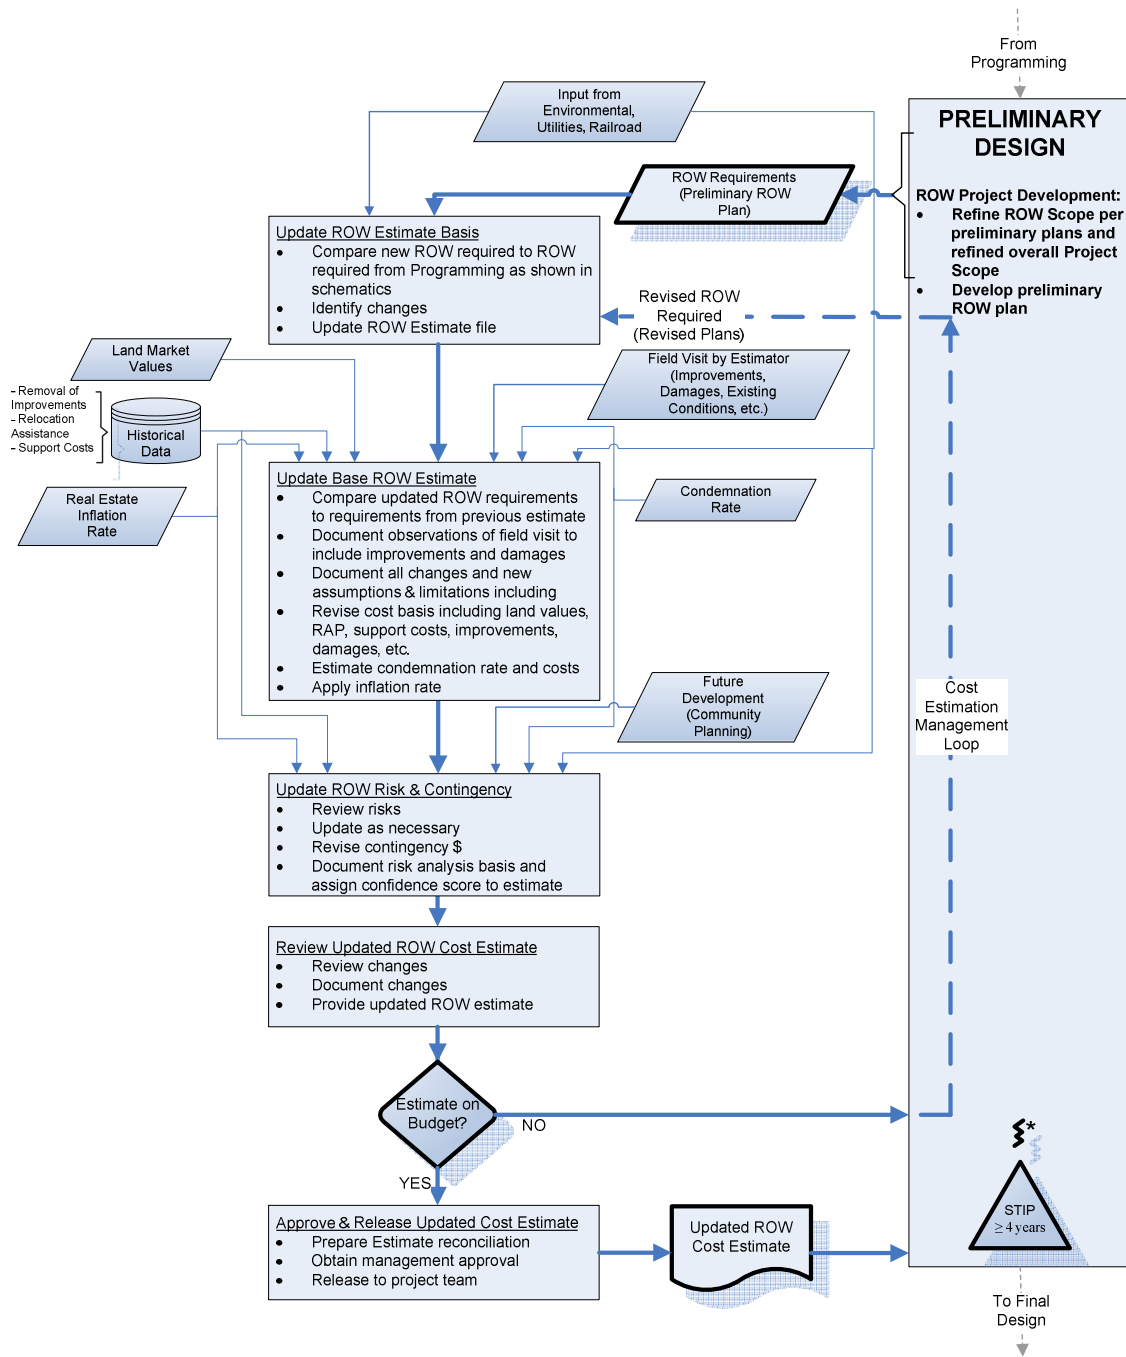 From
Programming
Input from
Environmental,
Utilities, Railroad
PRELIMINARY
DESIGN
ROW Project Development:
• Refine ROW Scope per
preliminary plans and
refined overall Project
Scope
• Develop preliminary
ROW plan
ROW Requirements
(Preliminary ROW
Plan)
Update ROW Estimate Basis
• Compare new ROW required to ROW
required from Programming as shown in
schematics
• Identify changes
• Update ROW Estimate file
Revised ROW
Required
(Revised Plans)
Land Market
Values
Field Visit by Estimator
(Improvements,
Damages, Existing
Conditions, etc.)
– Removal of
Improvements
– Relocation
Assistance
– Support Costs
Historical
Data
Real Estate
Inflation
Rate
Condemnation
Rate
Update Base ROW Estimate
• Compare updated ROW requirements
to requirements from previous estimate
• Document observations of field visit to
include improvements and damages
• Document all changes and new
assumptions & limitations including
• Revise cost basis including land values,
RAP, support costs, improvements,
damages, etc.
• Estimate condemnation rate and costs
• Apply inflation rate
Future
Development
(Community
Planning)
Cost
Estimation
Management
Loop
Update ROW Risk & Contingency
• Review risks
• Update as necessary
• Revise contingency $
• Document risk analysis basis and
assign confidence score to estimate
Review Updated ROW Cost Estimate
• Review changes
• Document changes
• Provide updated ROW estimate
Estimate on
Budget?
NO
YES
*
STIP
≥ 4 years
Approve & Release Updated Cost Estimate
• Prepare Estimate reconciliation
• Obtain management approval
• Release to project team
Updated ROW
Cost Estimate
To Final
Design